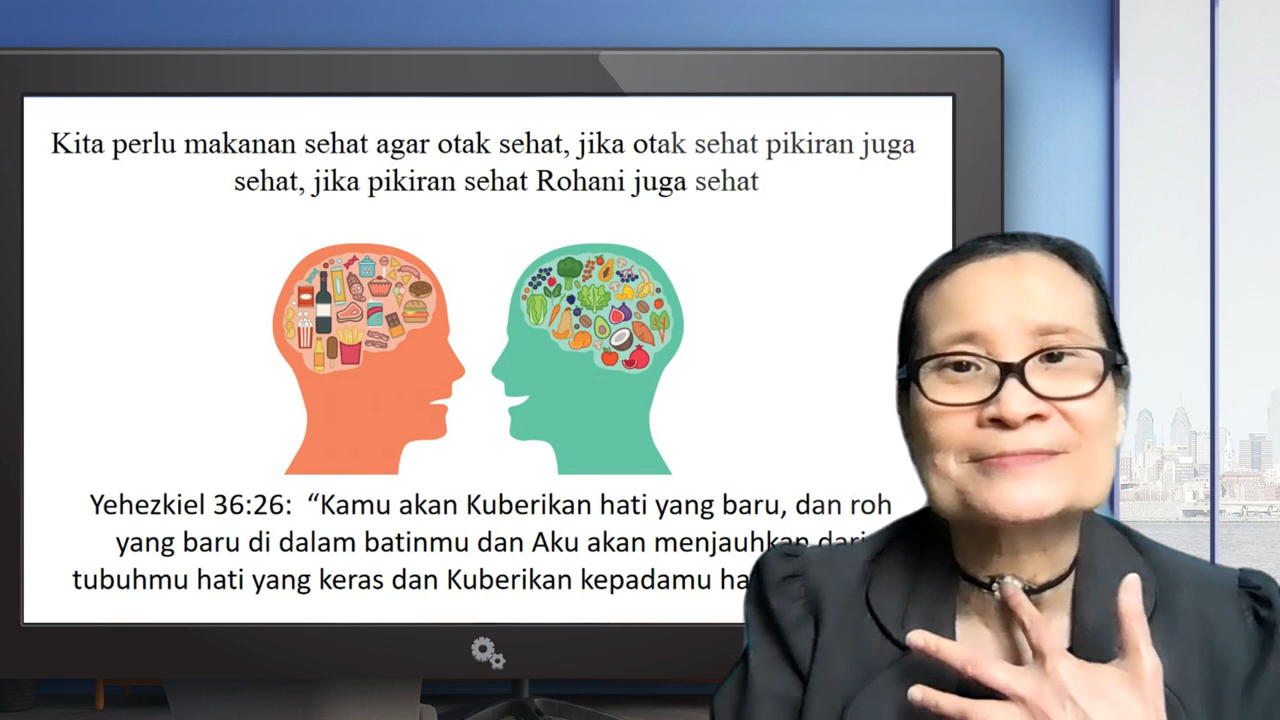 Kita perlu makanan sehat agar otak sehat, jika otak sehat pikiran juga
sehat, jika pikiran sehat Rohani juga sehat
Yehezkiel 36:26: “Kamu akan Kuberikan hati yang baru, dan roh
yang baru di dalam batinmu dan Aku akan menjauhkan dari
tubuhmu hati yang keras dan Kuberikan kepadamu